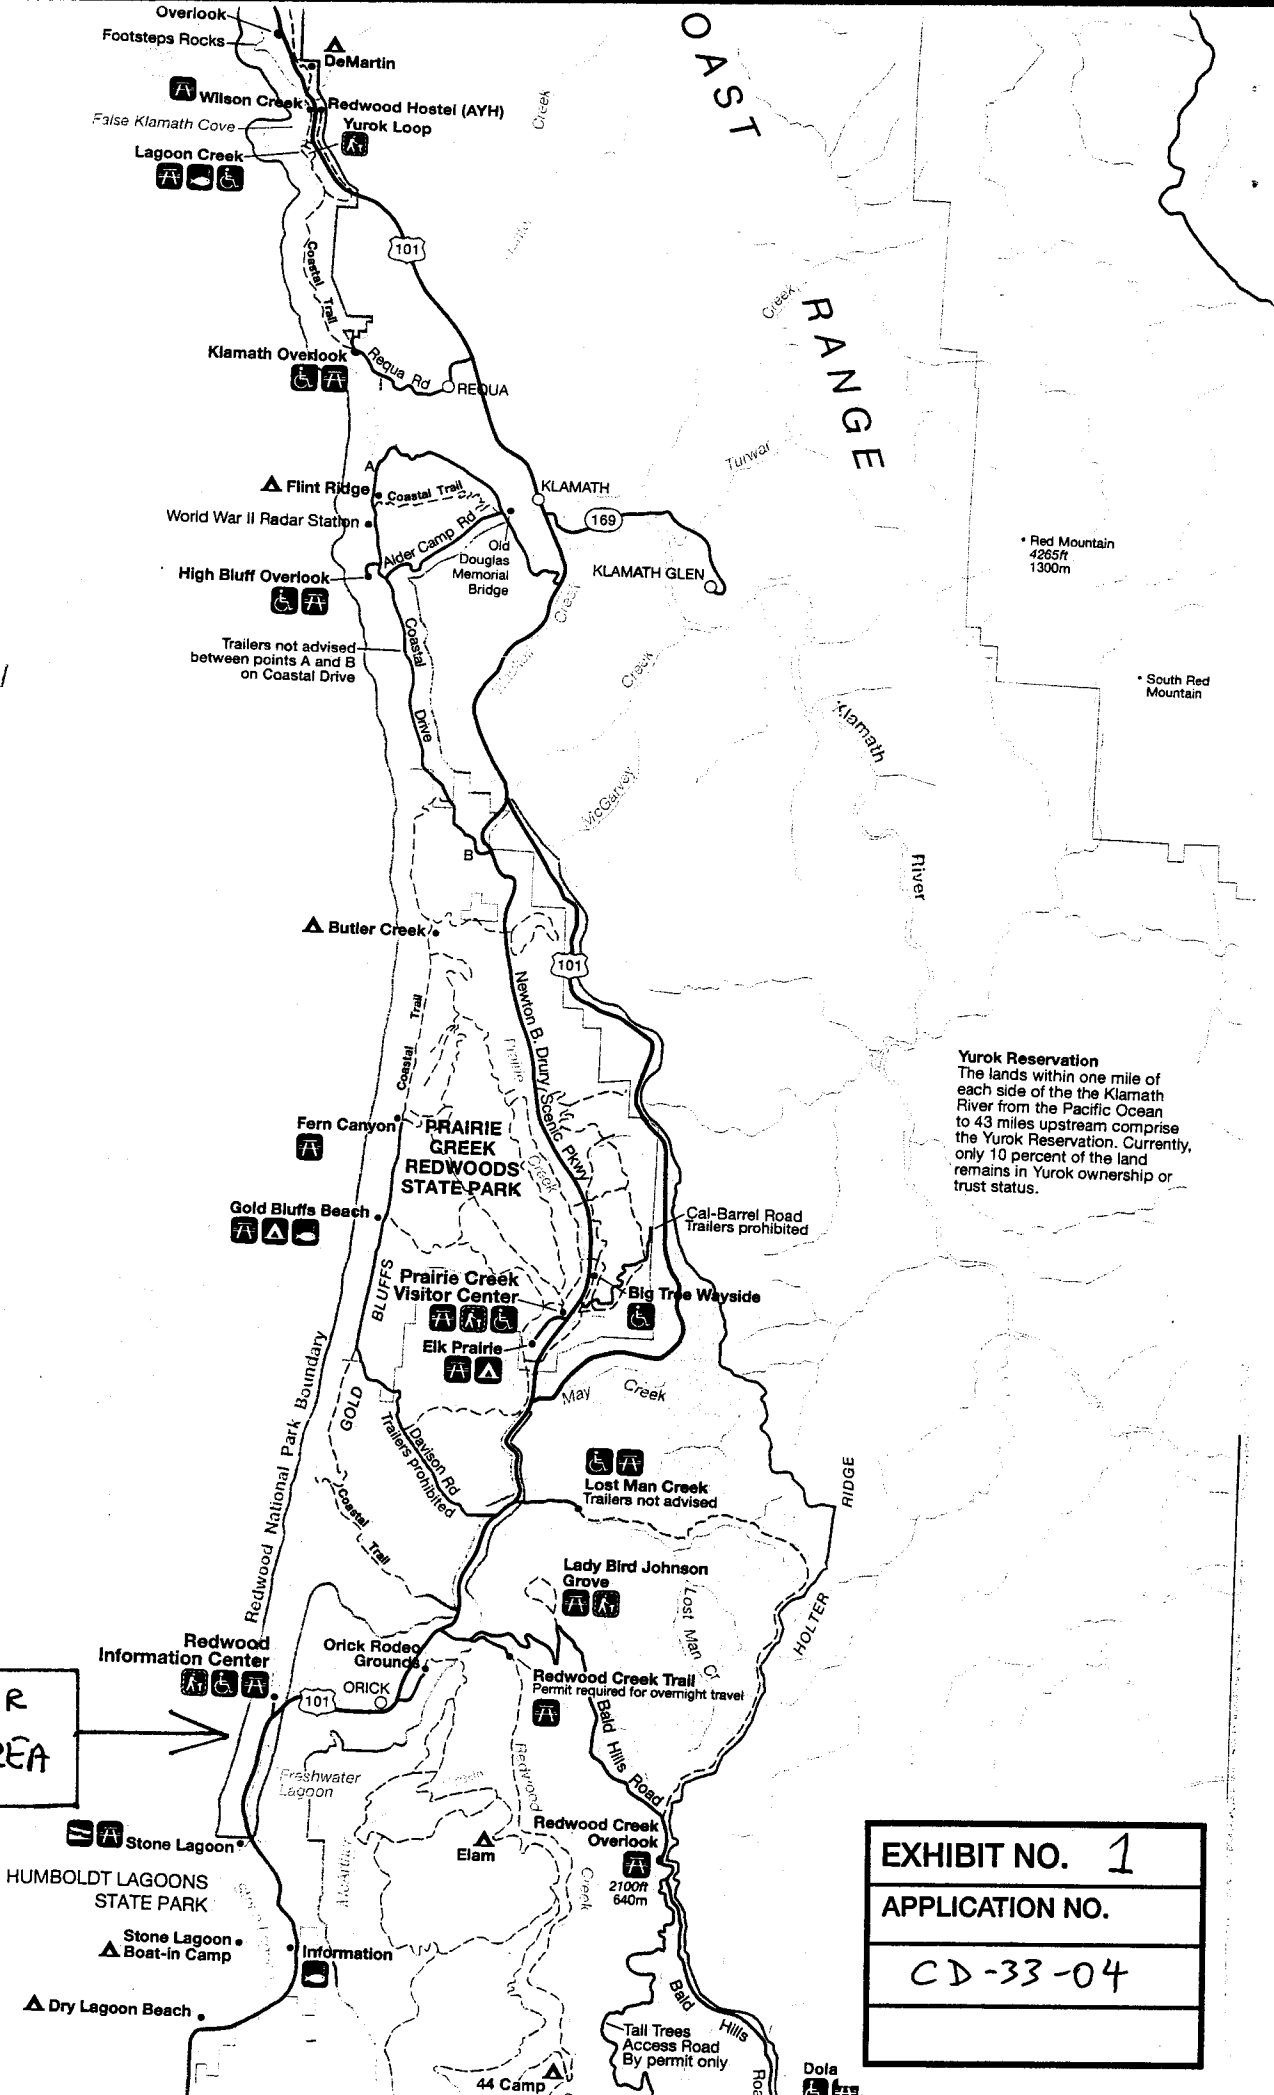 Overlook
Footsteps Rocks
DeMartin
Wilson Creek
Redwood Hostel (AYH)
False Klamath Cove
Yurok Loop
Lagoon Creek
Creek
OAST
RANGE
101
Coastal Trail
Creek
Klamath Overlook
Requa Rd
REQUA
Turwar
A
Flint Ridge
Coastal Trail
KLAMATH
World War II Radar Station
169
Alder Camp Rd
Old
Douglas
Memorial
Bridge
High Bluff Overlook
KLAMATH GLEN
Red Mountain
4265ft
1300m
Creek
Trailers not advised
between points A and B
on Coastal Drive
Coastal
Drive
Creek
South Red
Mountain
Klamath
River
McGarvey
B
Butler Creek
101
Newton B. Drury Scenic Pkwy
Coastal Trail
Prairie
Creek
Yurok Reservation
The lands within one mile of
each side of the the Klamath
River from the Pacific Ocean
to 43 miles upstream comprise
the Yurok Reservation. Currently,
only 10 percent of the land
remains in Yurok ownership or
trust status.
Fern Canyon
PRAIRIE
CREEK
REDWOODS
STATE PARK
Gold Bluffs Beach
Cal-Barrel Road
Trailers prohibited
GOLD BLUFFS
Prairie Creek
Visitor Center
Big Tree Wayside
Elk Prairie
May Creek
Redwood National Park Boundary
Davison Rd
Trailers prohibited
Coastal Trail
Lost Man Creek
Trailers not advised
HOLTER RIDGE
Lady Bird Johnson
Grove
Lost Man Cr
Redwood
Information Center
Orick Rodeo
Grounds
ORICK
101
Redwood Creek Trail
Permit required for overnight travel
Bald Hills Road
R
EA
Freshwater
Lagoon
Redwood
Creek
Stone Lagoon
Elam
Redwood Creek
Overlook
2100ft
640m
McArthur
HUMBOLDT LAGOONS
STATE PARK
Stone Lagoon
Boat-in Camp
Information
Dry Lagoon Beach
Bald
Hills
Tall Trees
Access Road
By permit only
44 Camp
Dola
EXHIBIT NO. 1
APPLICATION NO.
CD-33-04